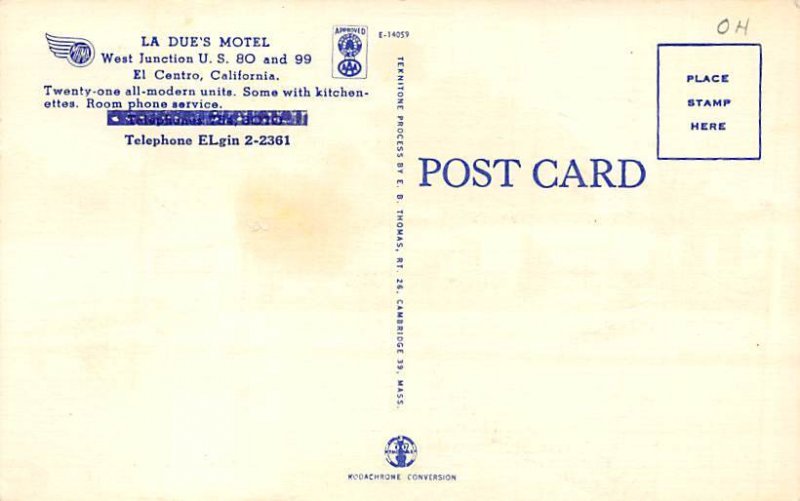 LA DUE'S MOTEL
West Junction U. S. 80 and 99
El Centro, California.
Twenty-one all-modern units. Some with kitchen-
ettes. Room phone service.
Telephone ELgin 2-2361
APPROVED
AAA
E-14059
TEKNITONE PROCESS BY E. B. THOMAS, RT. 26, CAMBRIDGE 39, MASS.
POST CARD
OH
PLACE
STAMP
HERE
KODACHROME CONVERSION